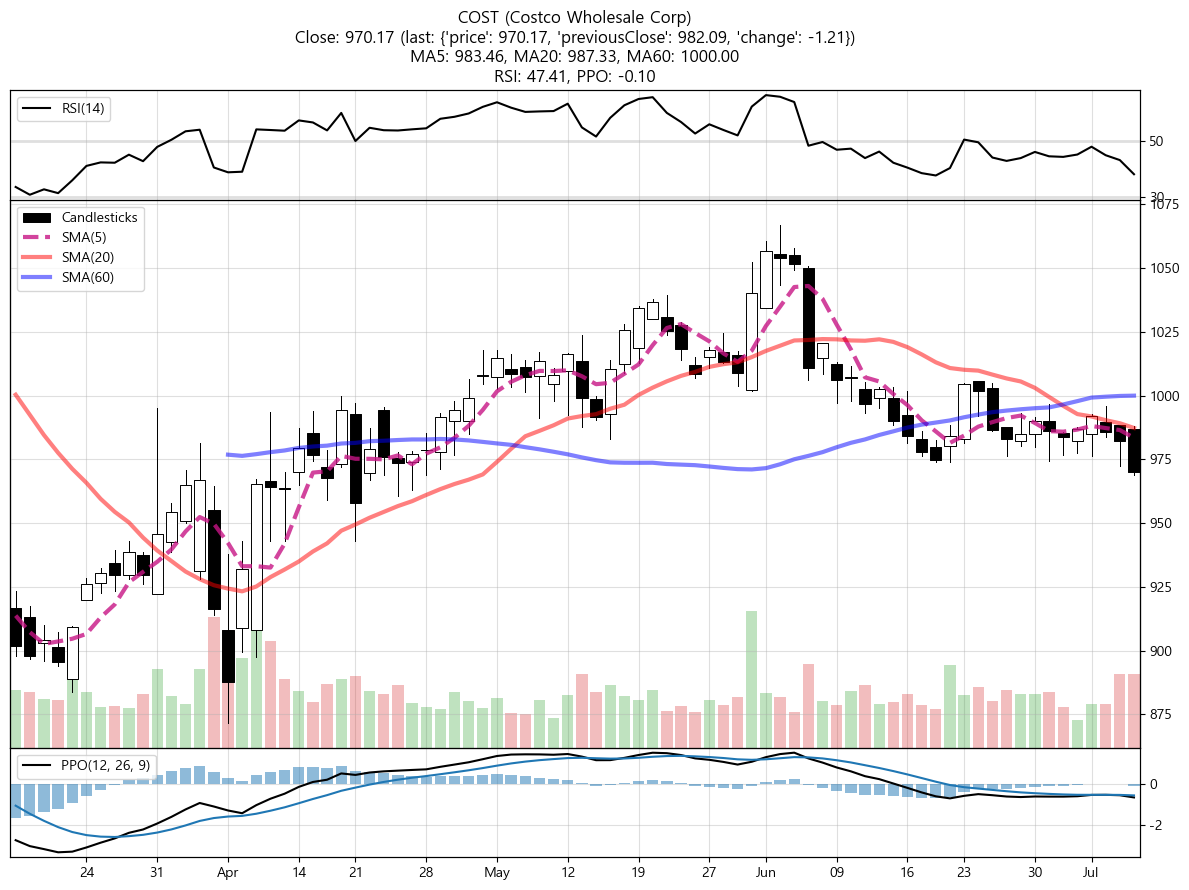 COST (Costco Wholesale Corp)
Close: 970.17 (last: {'price': 970.17, 'previousClose': 982.09, 'change': -1.21})
MA5: 983.46, MA20: 987.33, MA60: 1000.00
RSI: 47.41, PPO: -0.10
RSI(14)
50
30
1075
Candlesticks
SMA(5)
SMA(20)
SMA(60)
1050
1025
1000
975
950
925
900
875
PPO(12, 26, 9)
0
-2
24 31 Apr 14 21 28 May 12 19 27 Jun 09 16 23 30 Jul